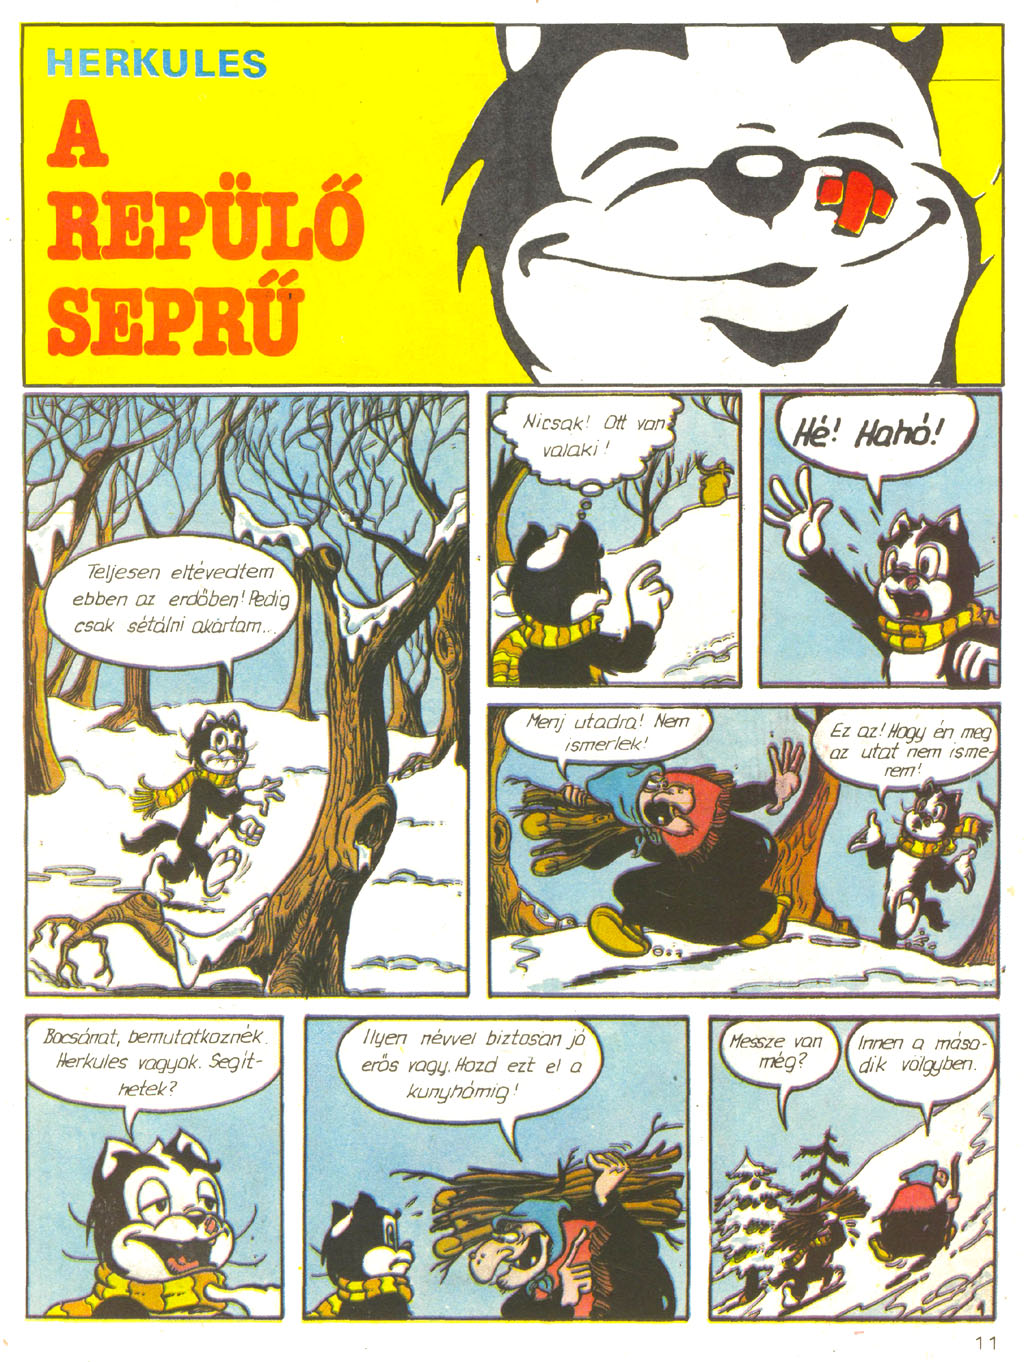 HERKULES
A
REPÜLŐ
SEPRŰ
Teljesen eltévedtem
ebben az erdőben! Pedig
csak sétálni akartam...
Nicsak! Ott van
valaki!
Hé! Hahó!
Menj utadra! Nem
ismerlek!
Ez az! Hogy én meg
az utat nem isme-
rem!
Bocsánat, bemutatkoznék.
Herkules vagyok. Segít-
hetek?
Ilyen névvel biztosan jó
erős vagy. Hozd ezt el a
kunyhómig!
Messze van
még?
Innen a máso-
dik völgyben.
1
11